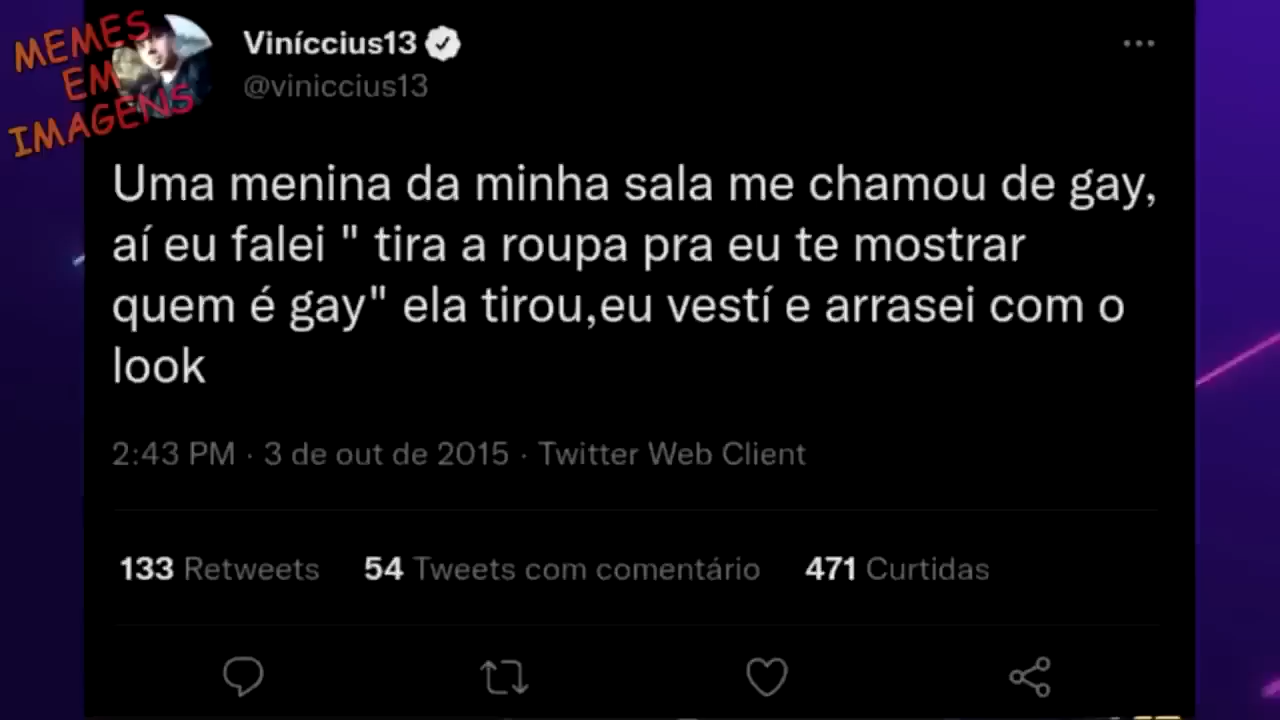 MEMES
EM
IMAGENS
Viníccius13
@viniccius13
Uma menina da minha sala me chamou de gay,
aí eu falei " tira a roupa pra eu te mostrar
quem é gay" ela tirou,eu vestí e arrasei com o
look
2:43 PM · 3 de out de 2015 · Twitter Web Client
133 Retweets 54 Tweets com comentário 471 Curtidas